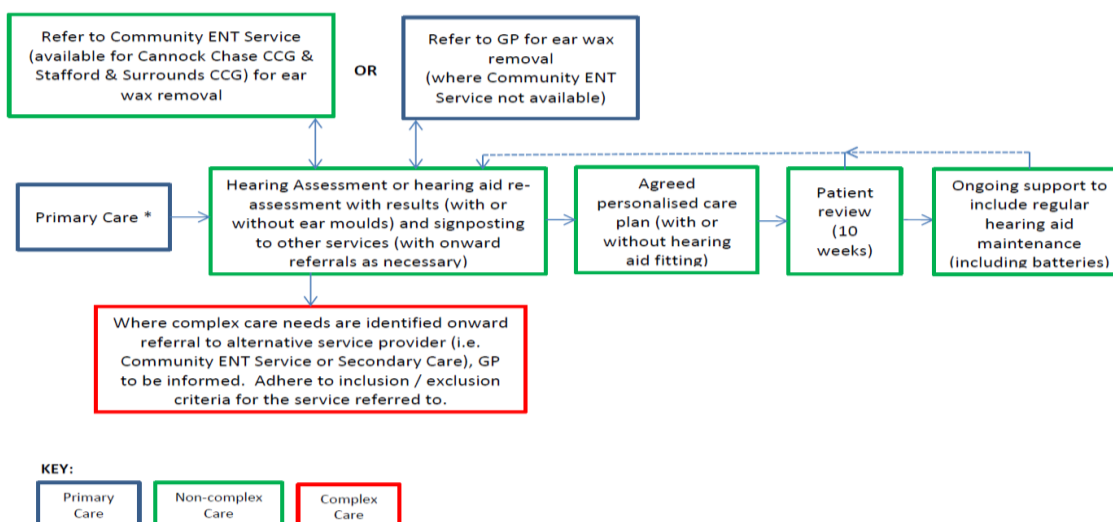 Refer to Community ENT Service
(available for Cannock Chase CCG &
Stafford & Surrounds CCG) for ear
wax removal
OR
Refer to GP for ear wax
removal
(where Community ENT
Service not available)
Primary Care *
Hearing Assessment or hearing aid re-
assessment with results (with or
without ear moulds) and signposting
to other services (with onward
referrals as necessary)
Agreed
personalised care
plan (with or
without hearing
aid fitting)
Patient
review
(10
weeks)
Ongoing support to
include regular
hearing aid
maintenance
(including batteries)
Where complex care needs are identified onward
referral to alternative service provider (i.e.
Community ENT Service or Secondary Care), GP
to be informed.  Adhere to inclusion / exclusion
criteria for the service referred to.
KEY:
Primary
Care
Non-complex
Care
Complex
Care